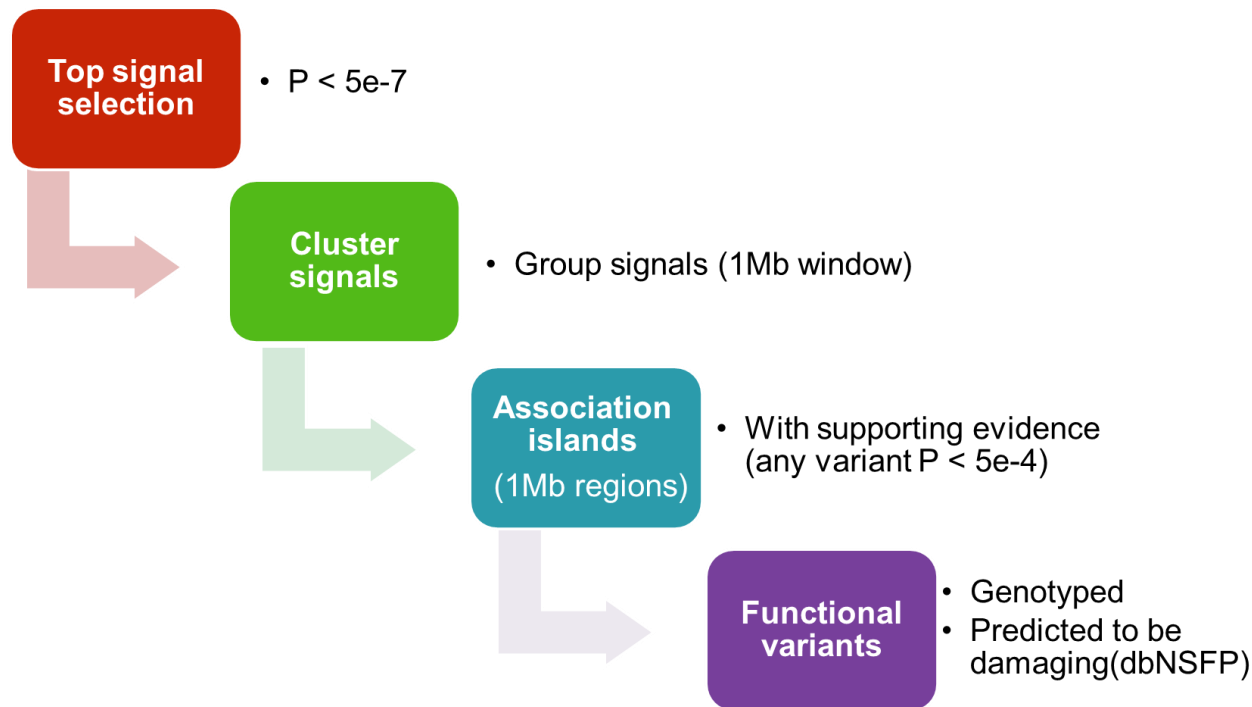 Top signal
selection
• P < 5e-7
Cluster
signals
• Group signals (1Mb window)
Association
islands
(1Mb regions)
• With supporting evidence
(any variant P < 5e-4)
Functional
variants
• Genotyped
• Predicted to be
damaging(dbNSFP)